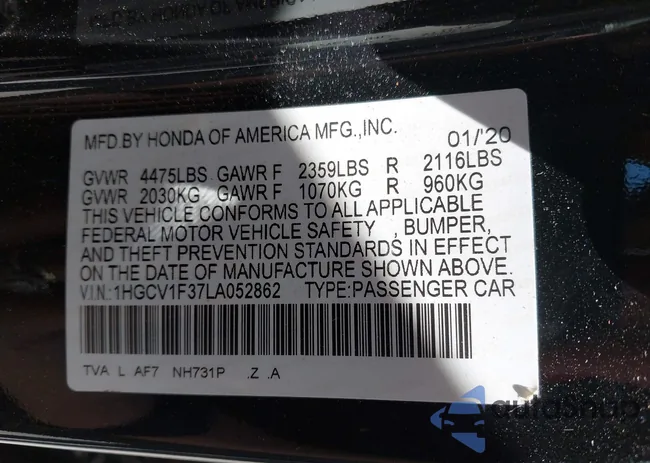 MFD.BY HONDA OF AMERICA MFG.,INC. 01/'20
GVWR 4475LBS GAWR F 2359LBS R 2116LBS
GVWR 2030KG GAWR F 1070KG R 960KG
THIS VEHICLE CONFORMS TO ALL APPLICABLE
FEDERAL MOTOR VEHICLE SAFETY , BUMPER,
AND THEFT PREVENTION STANDARDS IN EFFECT
ON THE DATE OF MANUFACTURE SHOWN ABOVE.
V.I.N.:1HGCV1F37LA052862 TYPE:PASSENGER CAR
TVA L AF7 NH731P .Z .A